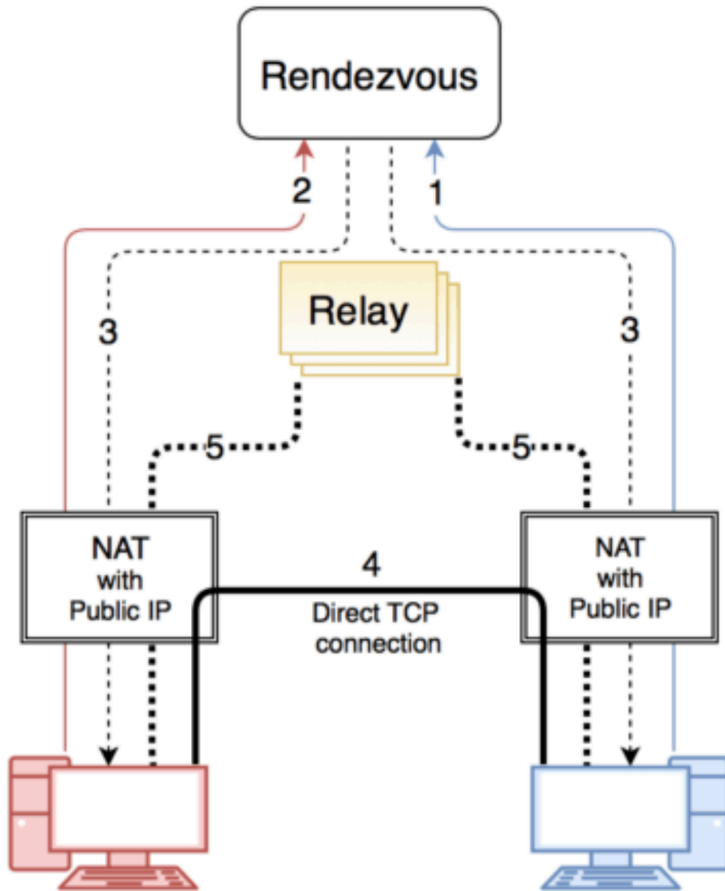 Rendezvous
2
1
Relay
3
3
5
5
NAT
with
Public IP
NAT
with
Public IP
4
Direct TCP
connection